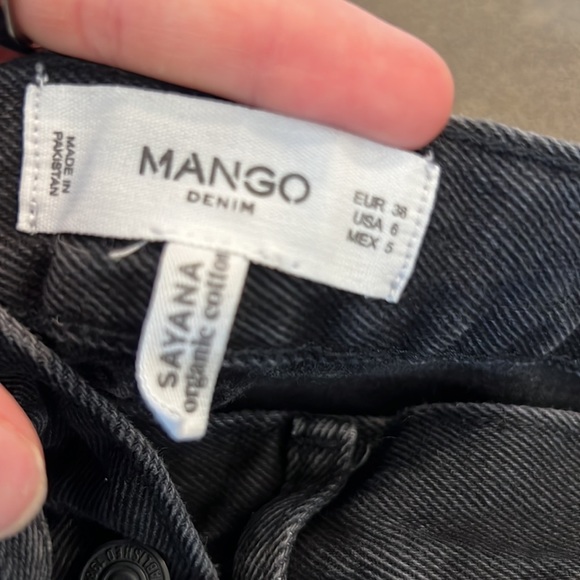 MADE IN
PAKISTAN
MANGO
DENIM
EUR 38
USA 6
MEX 5
SAYANA
organic cotton